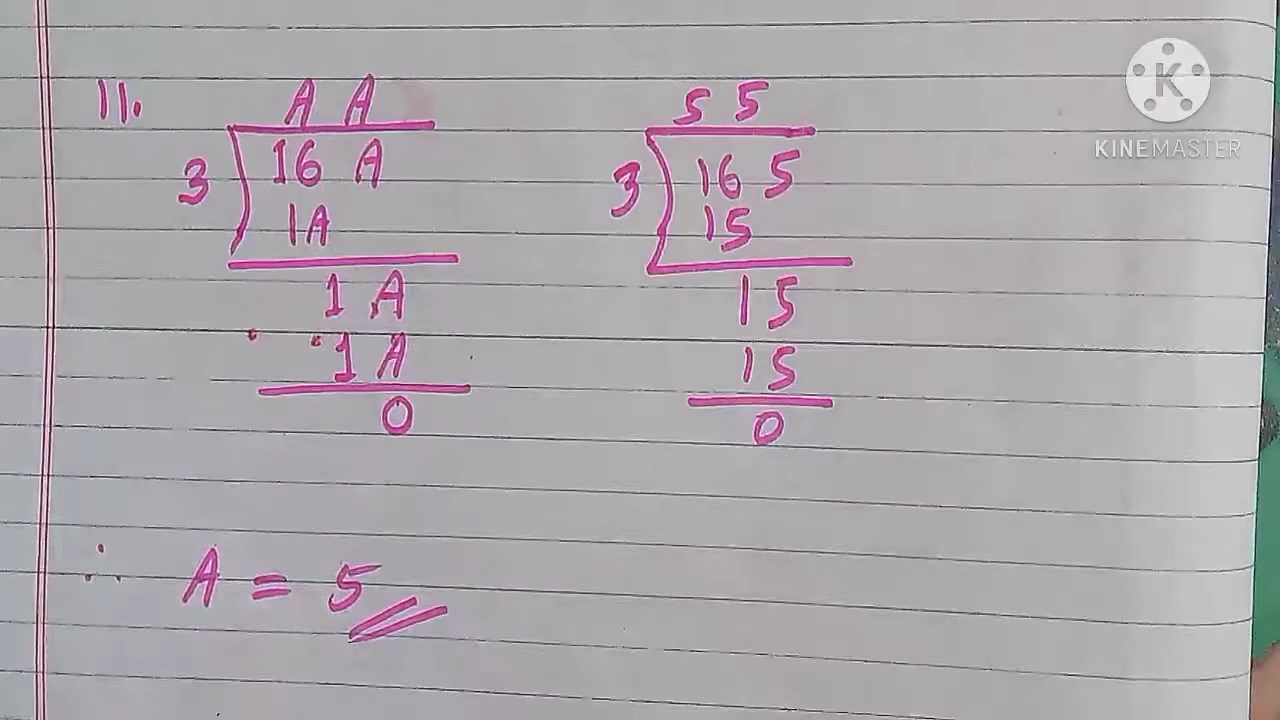 11. A A
3 16 A
1A
1 A
1 A
0
5 5
3 16 5
15
15
15
0
∴ A = 5
K
KINEMASTER